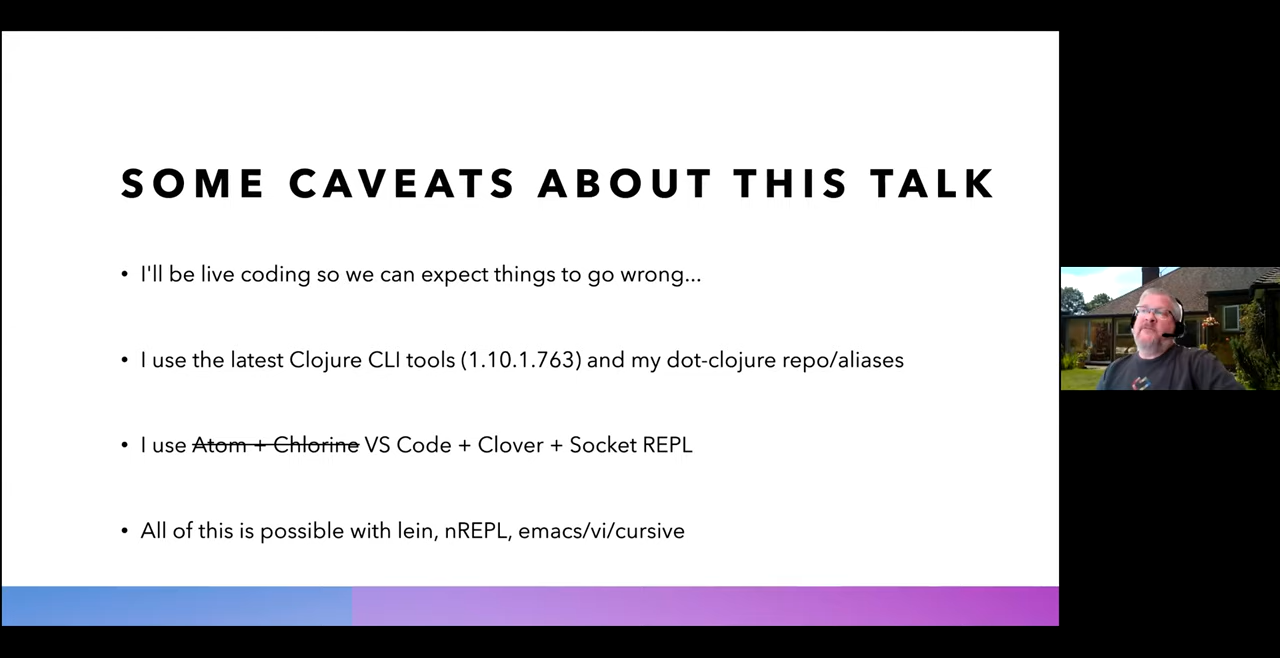 SOME CAVEATS ABOUT THIS TALK
• I'll be live coding so we can expect things to go wrong...
• I use the latest Clojure CLI tools (1.10.1.763) and my dot-clojure repo/aliases
• I use Atom + Chlorine VS Code + Clover + Socket REPL
• All of this is possible with lein, nREPL, emacs/vi/cursive